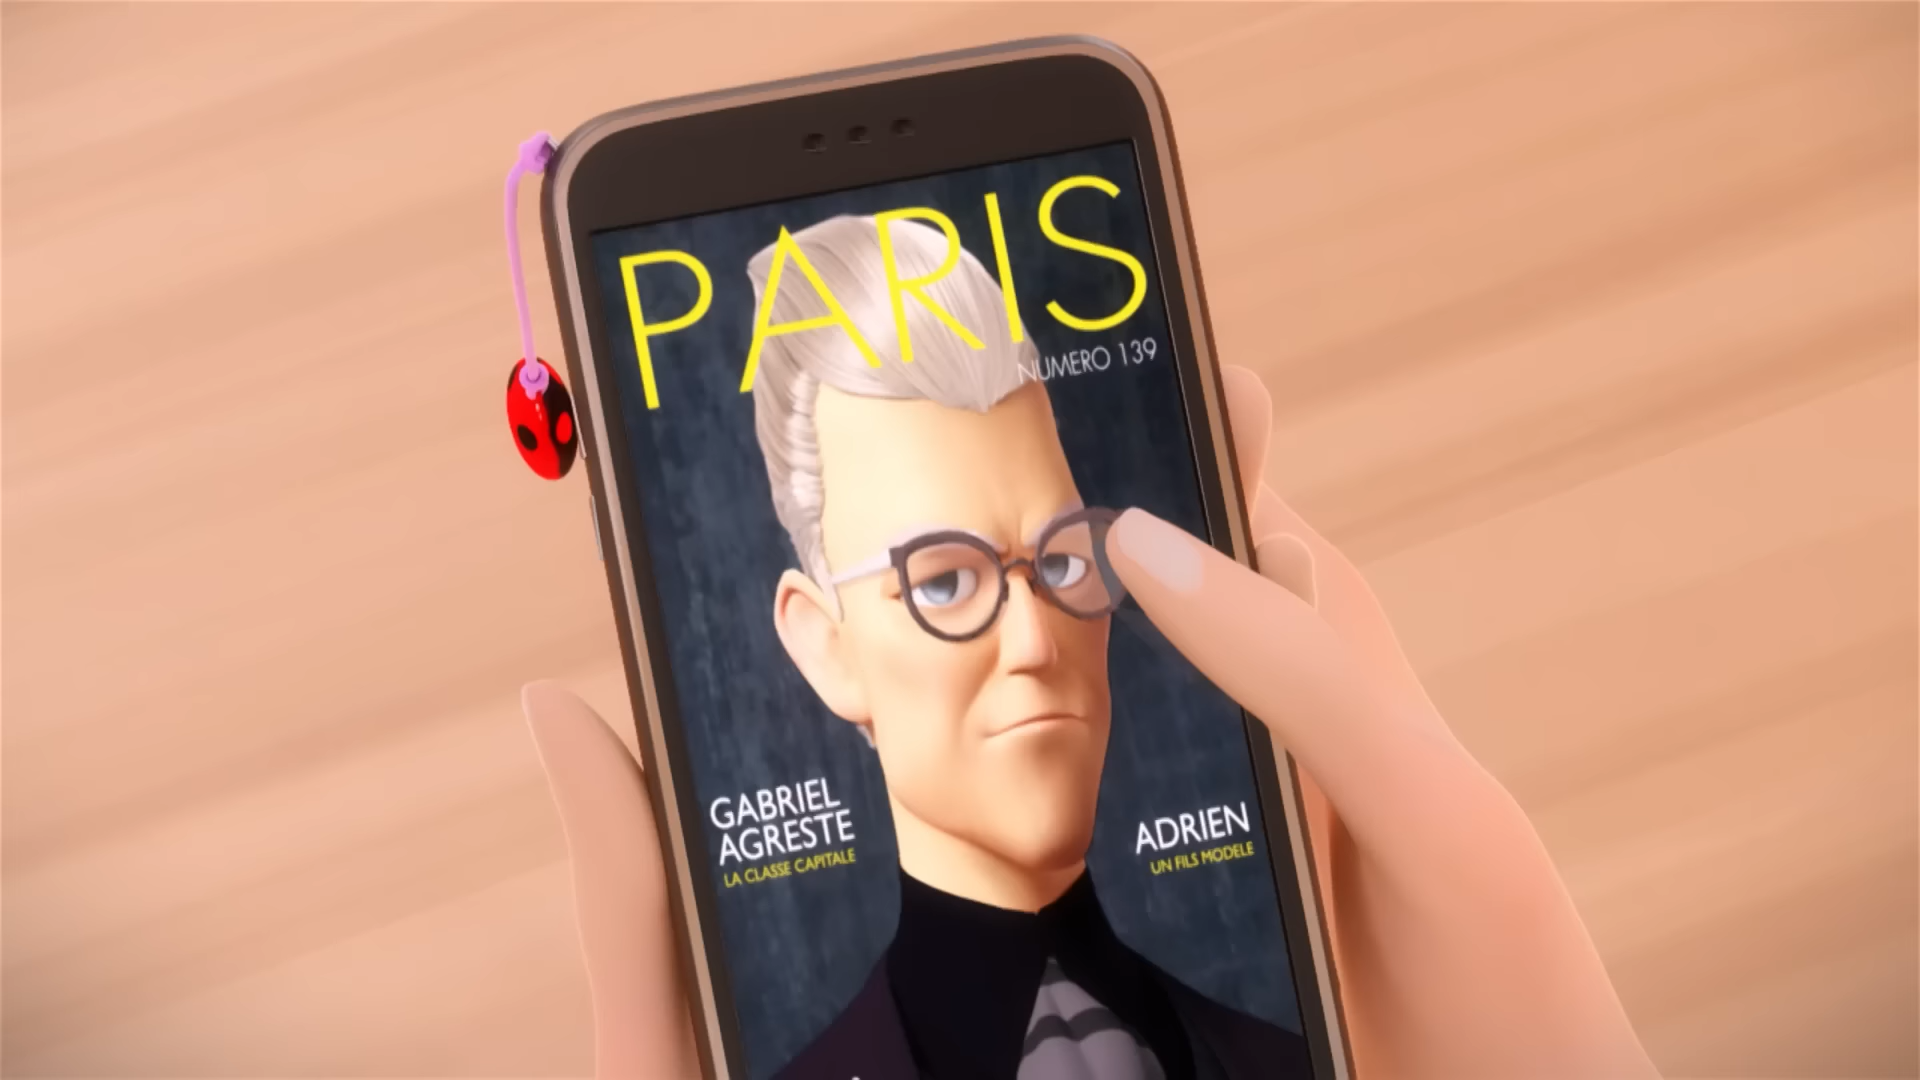 PARIS
NUMERO 139
GABRIEL
AGRESTE
LA CLASSE CAPITALE
ADRIEN
UN FILS MODELE